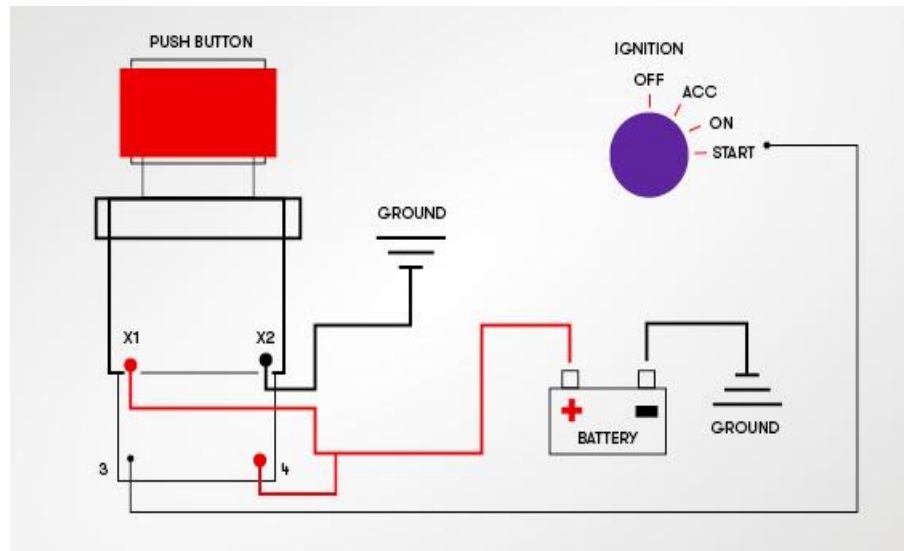 PUSH BUTTON
IGNITION
OFF
ACC
ON
START
GROUND
X1
X2
BATTERY
GROUND
3
4